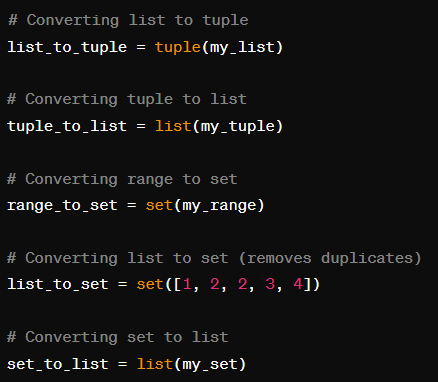 # Converting list to tuple
list_to_tuple = tuple(my_list)
# Converting tuple to list
tuple_to_list = list(my_tuple)
# Converting range to set
range_to_set = set(my_range)
# Converting list to set (removes duplicates)
list_to_set = set([1, 2, 2, 3, 4])
# Converting set to list
set_to_list = list(my_set)